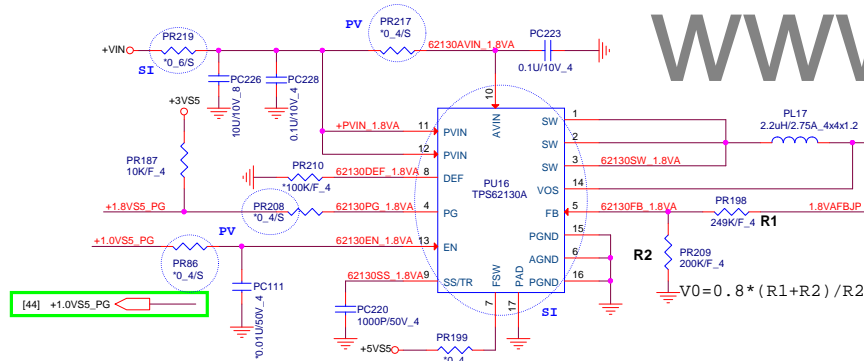 WWW
PV
PR217
*0_4/S
+VIN
PR219
*0_6/S
SI
62130AVIN_1.8VA
PC223
0.1U/10V_4
PC226
10U/10V_8
PC228
0.1U/10V_4
+3VS5
PR187
10K/F_4
+PVIN_1.8VA
11
12
PVIN
PVIN
10
AVIN
SW
1
SW
2
SW
3
62130SW_1.8VA
PL17
2.2uH/2.75A_4x4x1.2
PR210
*100K/F_4
62130DEF_1.8VA
8
DEF
PU16
TPS62130A
VOS
14
+1.8VS5_PG
PR208
*0_4/S
62130PG_1.8VA
4
PG
FB
5
62130FB_1.8VA
PR198
249K/F_4
R1
1.8VAFBJP
+1.0VS5_PG
PV
PR86
*0_4/S
62130EN_1.8VA
13
EN
PGND
15
AGND
6
PGND
16
R2
PR209
200K/F_4
V0=0.8*(R1+R2)/R2
[44] +1.0VS5_PG
PC111
*0.01U/50V_4
62130SS_1.8VA
9
SS/TR
FSW
7
PAD
17
SI
PC220
1000P/50V_4
+5VS5
PR199
*0_4